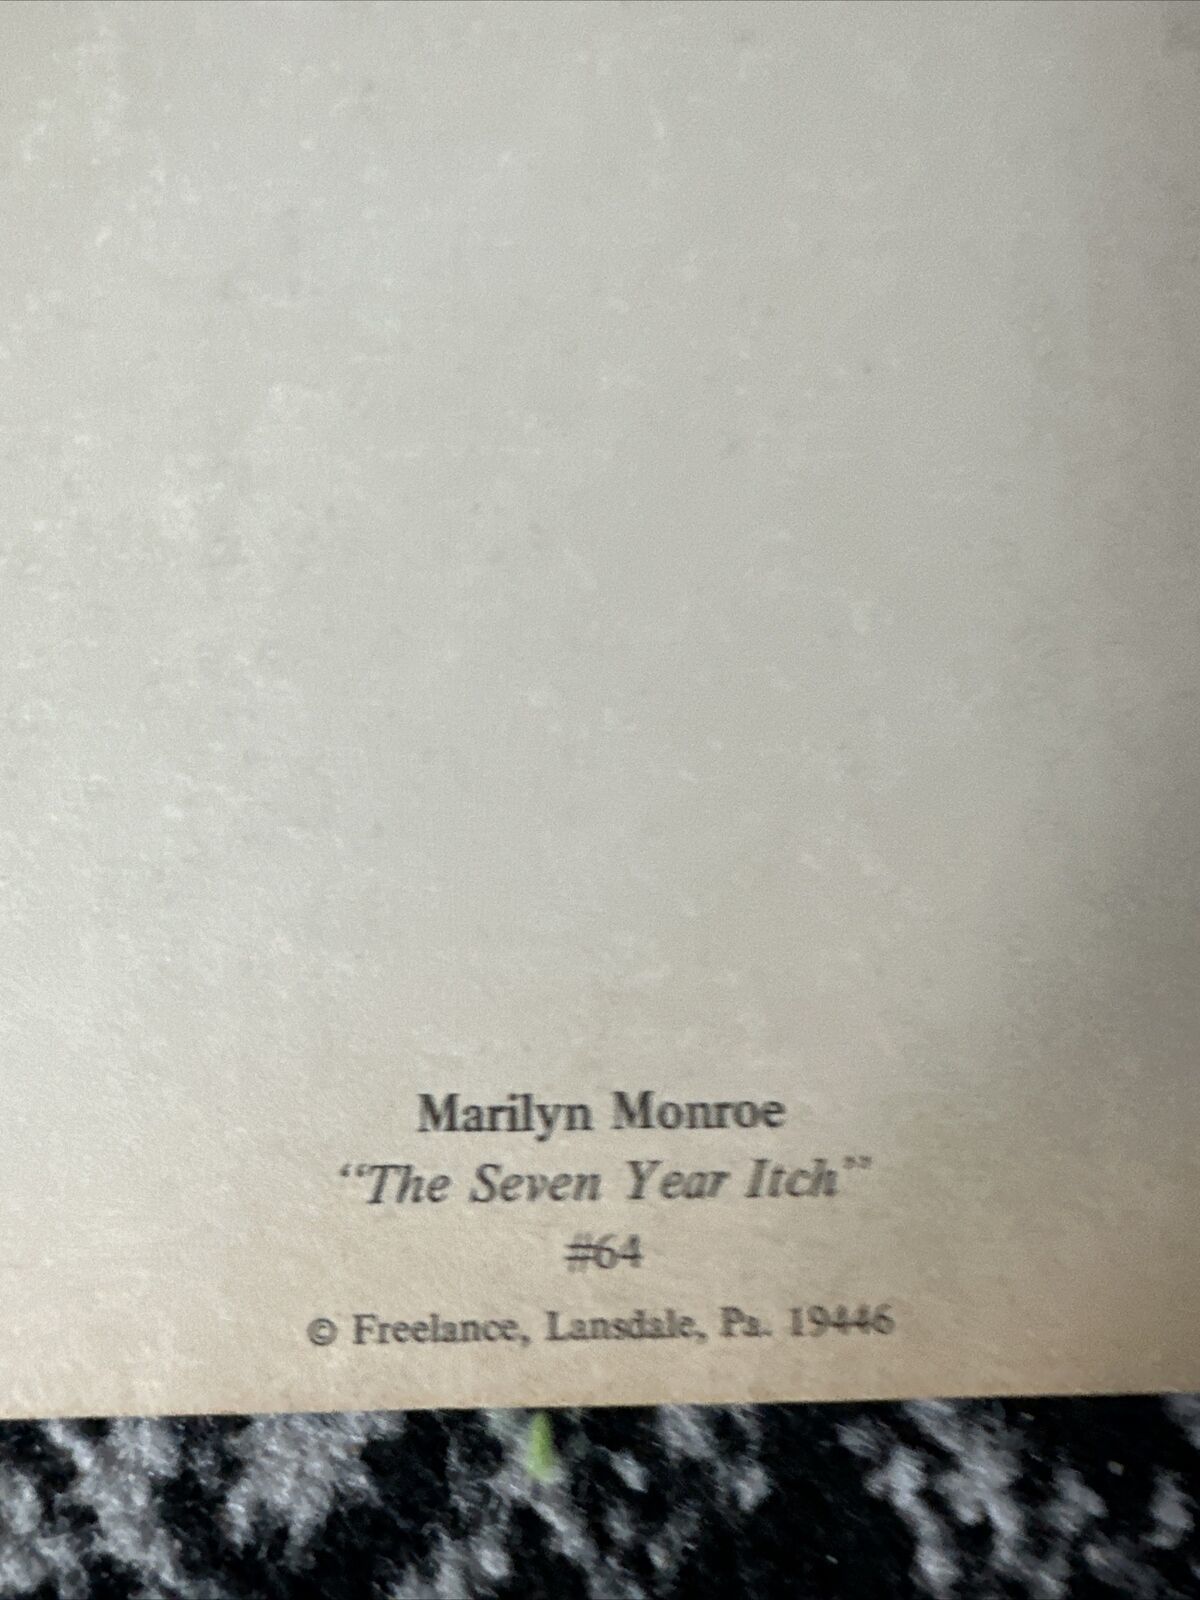 Marilyn Monroe
“The Seven Year Itch”
#64
© Freelance, Lansdale, Pa. 19446